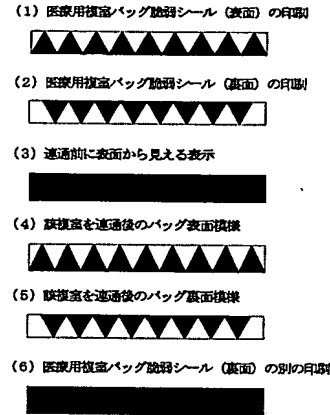 (1) 医療用複室バッグ脆弱シール (表面) の印刷
(2) 医療用複室バッグ脆弱シール (裏面) の印刷
(3) 連通前に表面から見える表示
(4) 該複室を連通後のバッグ表面模様
(5) 該複室を連通後のバッグ裏面模様
(6) 医療用複室バッグ脆弱シール (裏面) の別の印刷